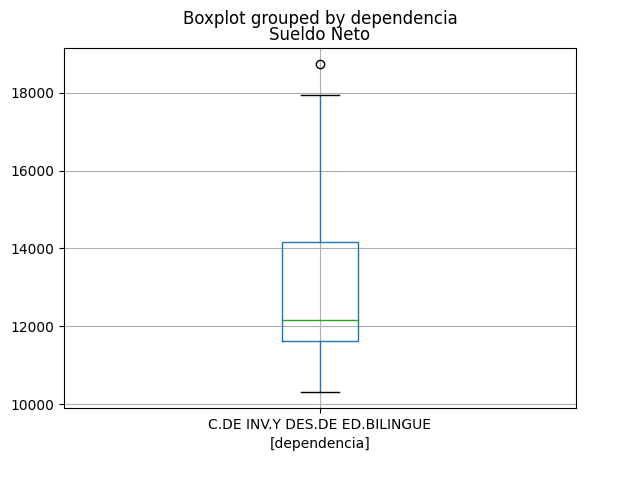 Boxplot grouped by dependencia
Sueldo Neto
18000
16000
14000
12000
10000
C.DE INV.Y DES.DE ED.BILINGUE
[dependencia]